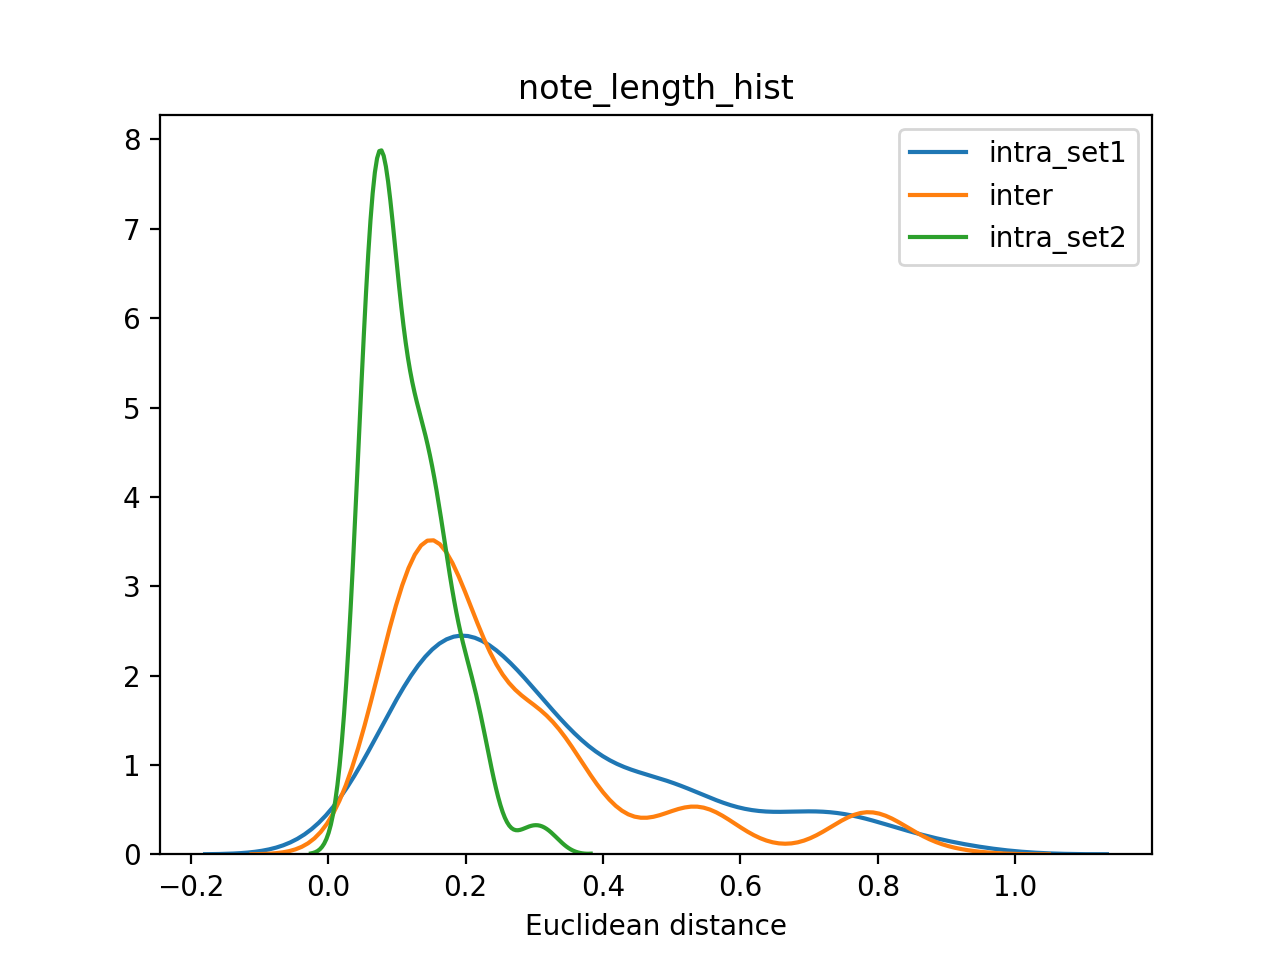 note_length_hist
intra_set1
inter
intra_set2
8
7
6
5
4
3
2
1
0
−0.2 0.0 0.2 0.4 0.6 0.8 1.0
Euclidean distance